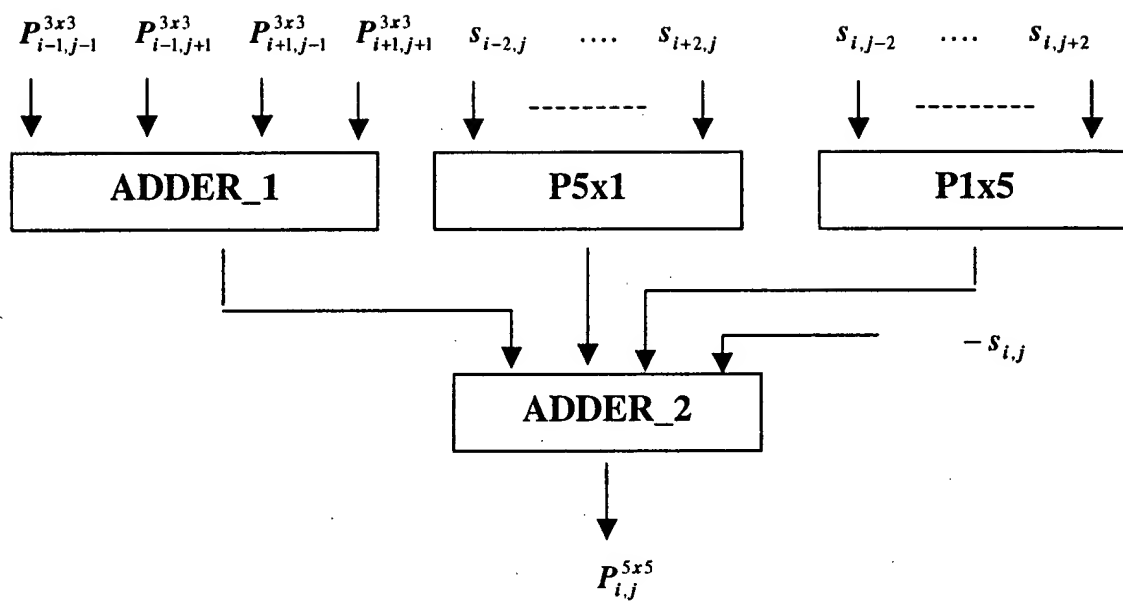 P^{3x3}_{i-1,j-1} P^{3x3}_{i-1,j+1} P^{3x3}_{i+1,j-1} P^{3x3}_{i+1,j+1} s_{i-2,j} .... s_{i+2,j} s_{i,j-2} .... s_{i,j+2}
ADDER_1 P5x1 P1x5
- s_{i,j}
ADDER_2
P^{5x5}_{i,j}